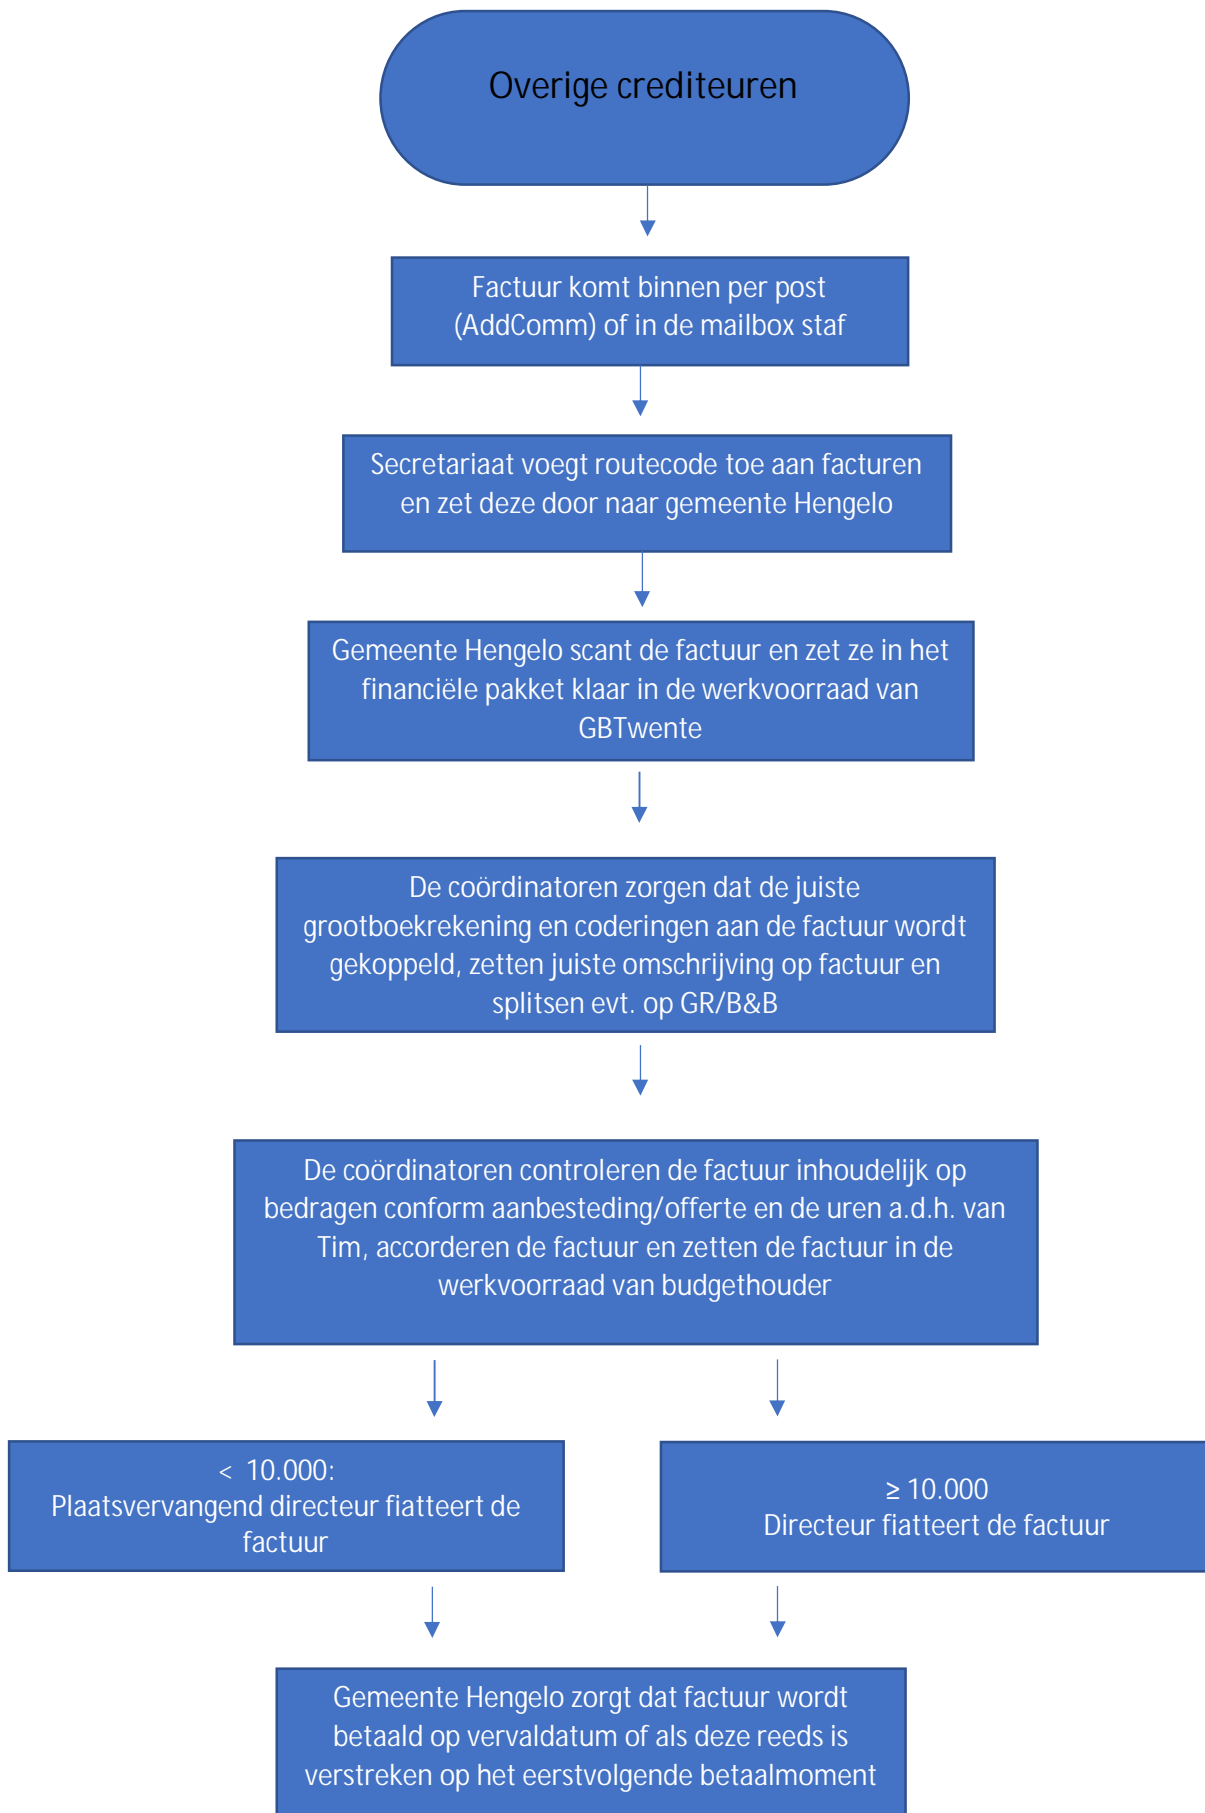 Overige crediteuren
Factuur komt binnen per post
(AddComm) of in de mailbox staf
Secretariaat voegt routecode toe aan facturen
en zet deze door naar gemeente Hengelo
Gemeente Hengelo scant de factuur en zet ze in het
financiële pakket klaar in de werkvoorraad van
GBTwente
De coördinatoren zorgen dat de juiste
grootboekrekening en coderingen aan de factuur wordt
gekoppeld, zetten juiste omschrijving op factuur en
splitsen evt. op GR/B&B
De coördinatoren controleren de factuur inhoudelijk op
bedragen conform aanbesteding/offerte en de uren a.d.h. van
Tim, accorderen de factuur en zetten de factuur in de
werkvoorraad van budgethouder
< 10.000:
Plaatsvervangend directeur fiatteert de
factuur
≥ 10.000
Directeur fiatteert de factuur
Gemeente Hengelo zorgt dat factuur wordt
betaald op vervaldatum of als deze reeds is
verstreken op het eerstvolgende betaalmoment